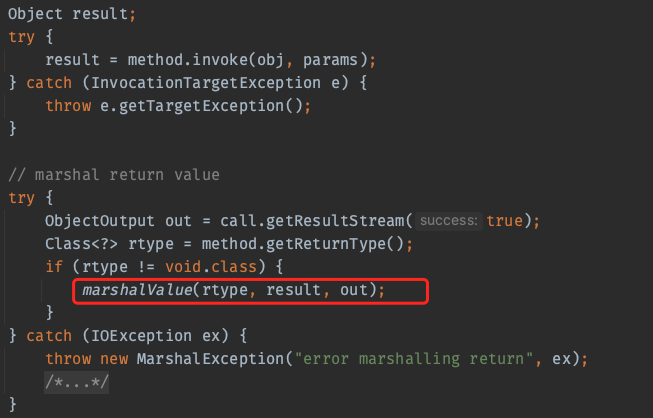 Object result;
try {
    result = method.invoke(obj, params);
} catch (InvocationTargetException e) {
    throw e.getTargetException();
}

// marshal return value
try {
    ObjectOutput out = call.getResultStream( success: true);
    Class<?> rtype = method.getReturnType();
    if (rtype != void.class) {
        marshalValue(rtype, result, out);
    }
} catch (IOException ex) {
    throw new MarshalException("error marshalling return", ex);
    /*...*/
}